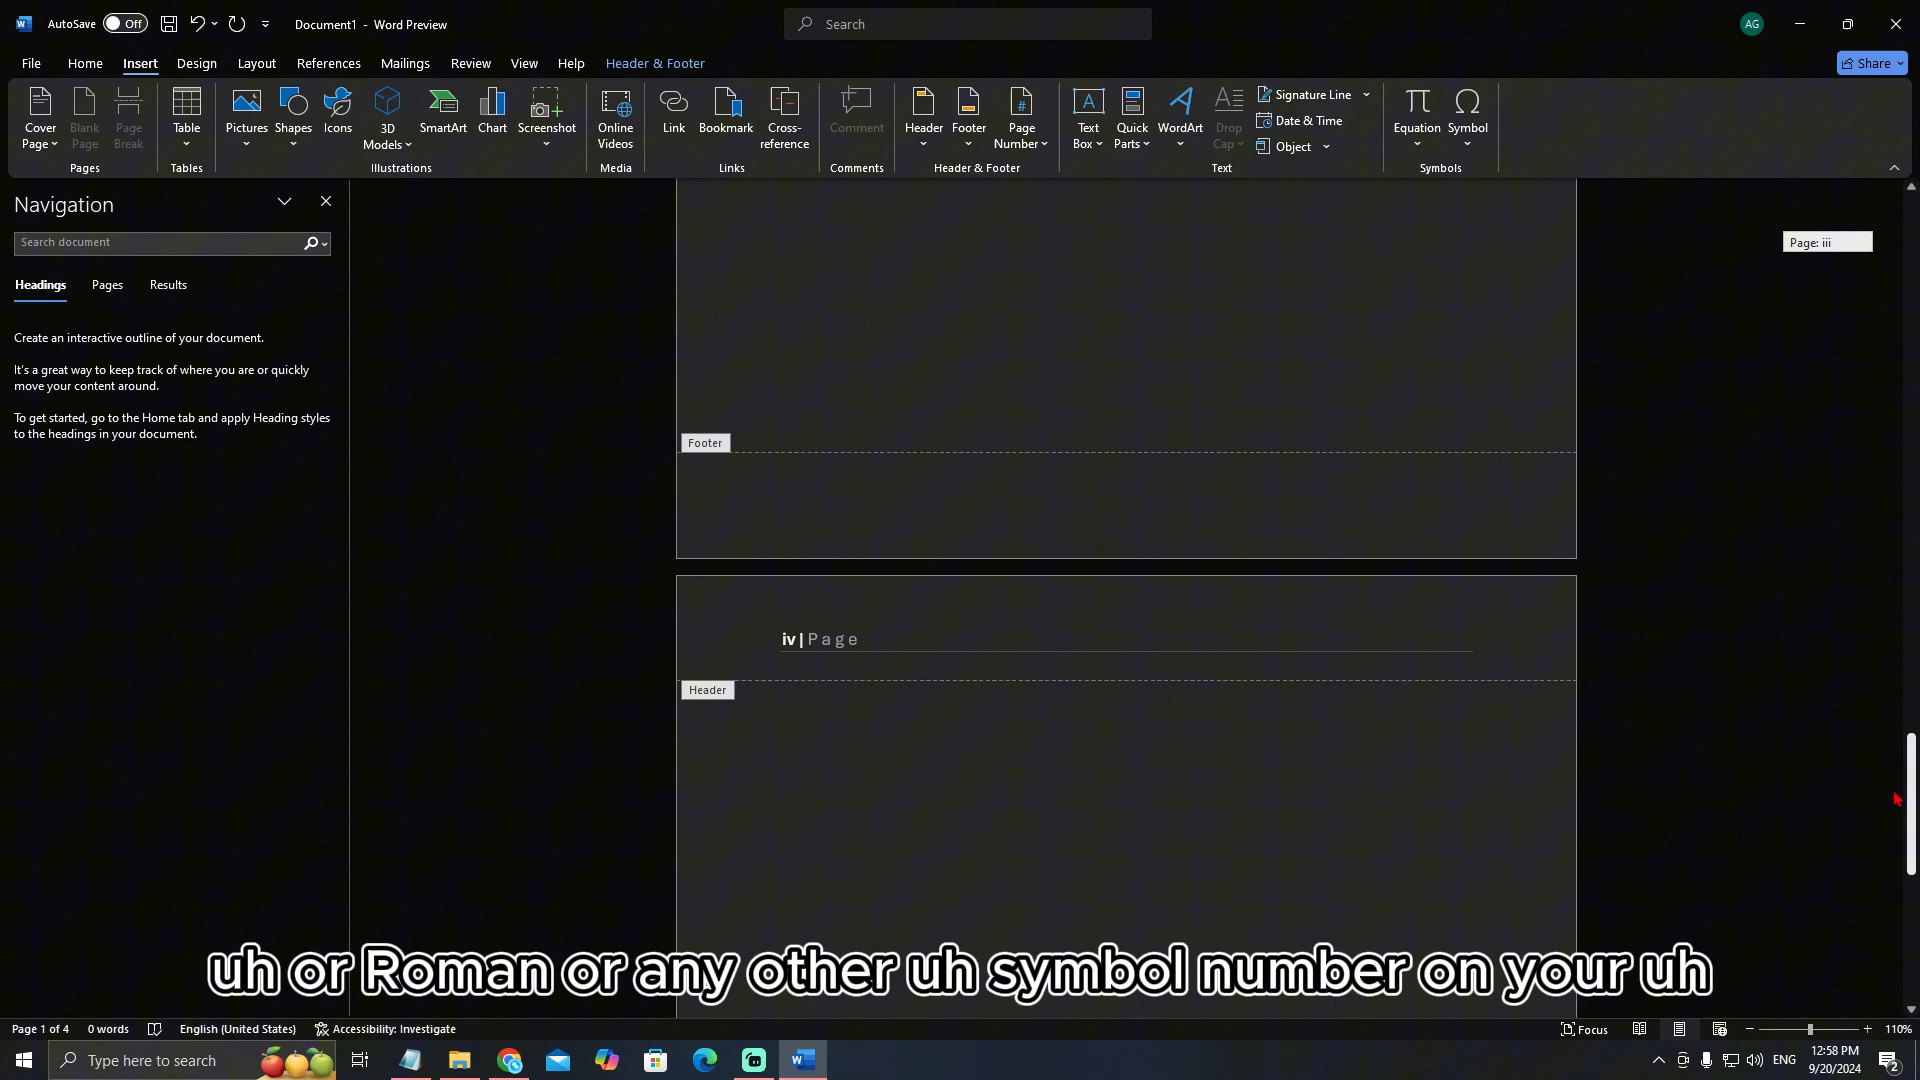 AutoSave Off Document1 - Word Preview Search AG
File Home Insert Design Layout References Mailings Review View Help Header & Footer Share
Cover Page Blank Page Page Break Table Pictures Shapes Icons 3D Models SmartArt Chart Screenshot Online Videos Link Bookmark Cross-reference Comment Header Footer Page Number Text Box Quick Parts WordArt Drop Cap Signature Line Date & Time Object Equation Symbol
Pages Tables Illustrations Media Links Comments Header & Footer Text Symbols
Navigation
Search document
Headings Pages Results
Create an interactive outline of your document.
It's a great way to keep track of where you are or quickly
move your content around.
To get started, go to the Home tab and apply Heading styles
to the headings in your document.
Page: iii
Footer
iv | Page
Header
uh or Roman or any other uh symbol number on your uh
Page 1 of 4 0 words English (United States) Accessibility: Investigate Focus 110%
Type here to search ENG 12:58 PM
9/20/2024 2